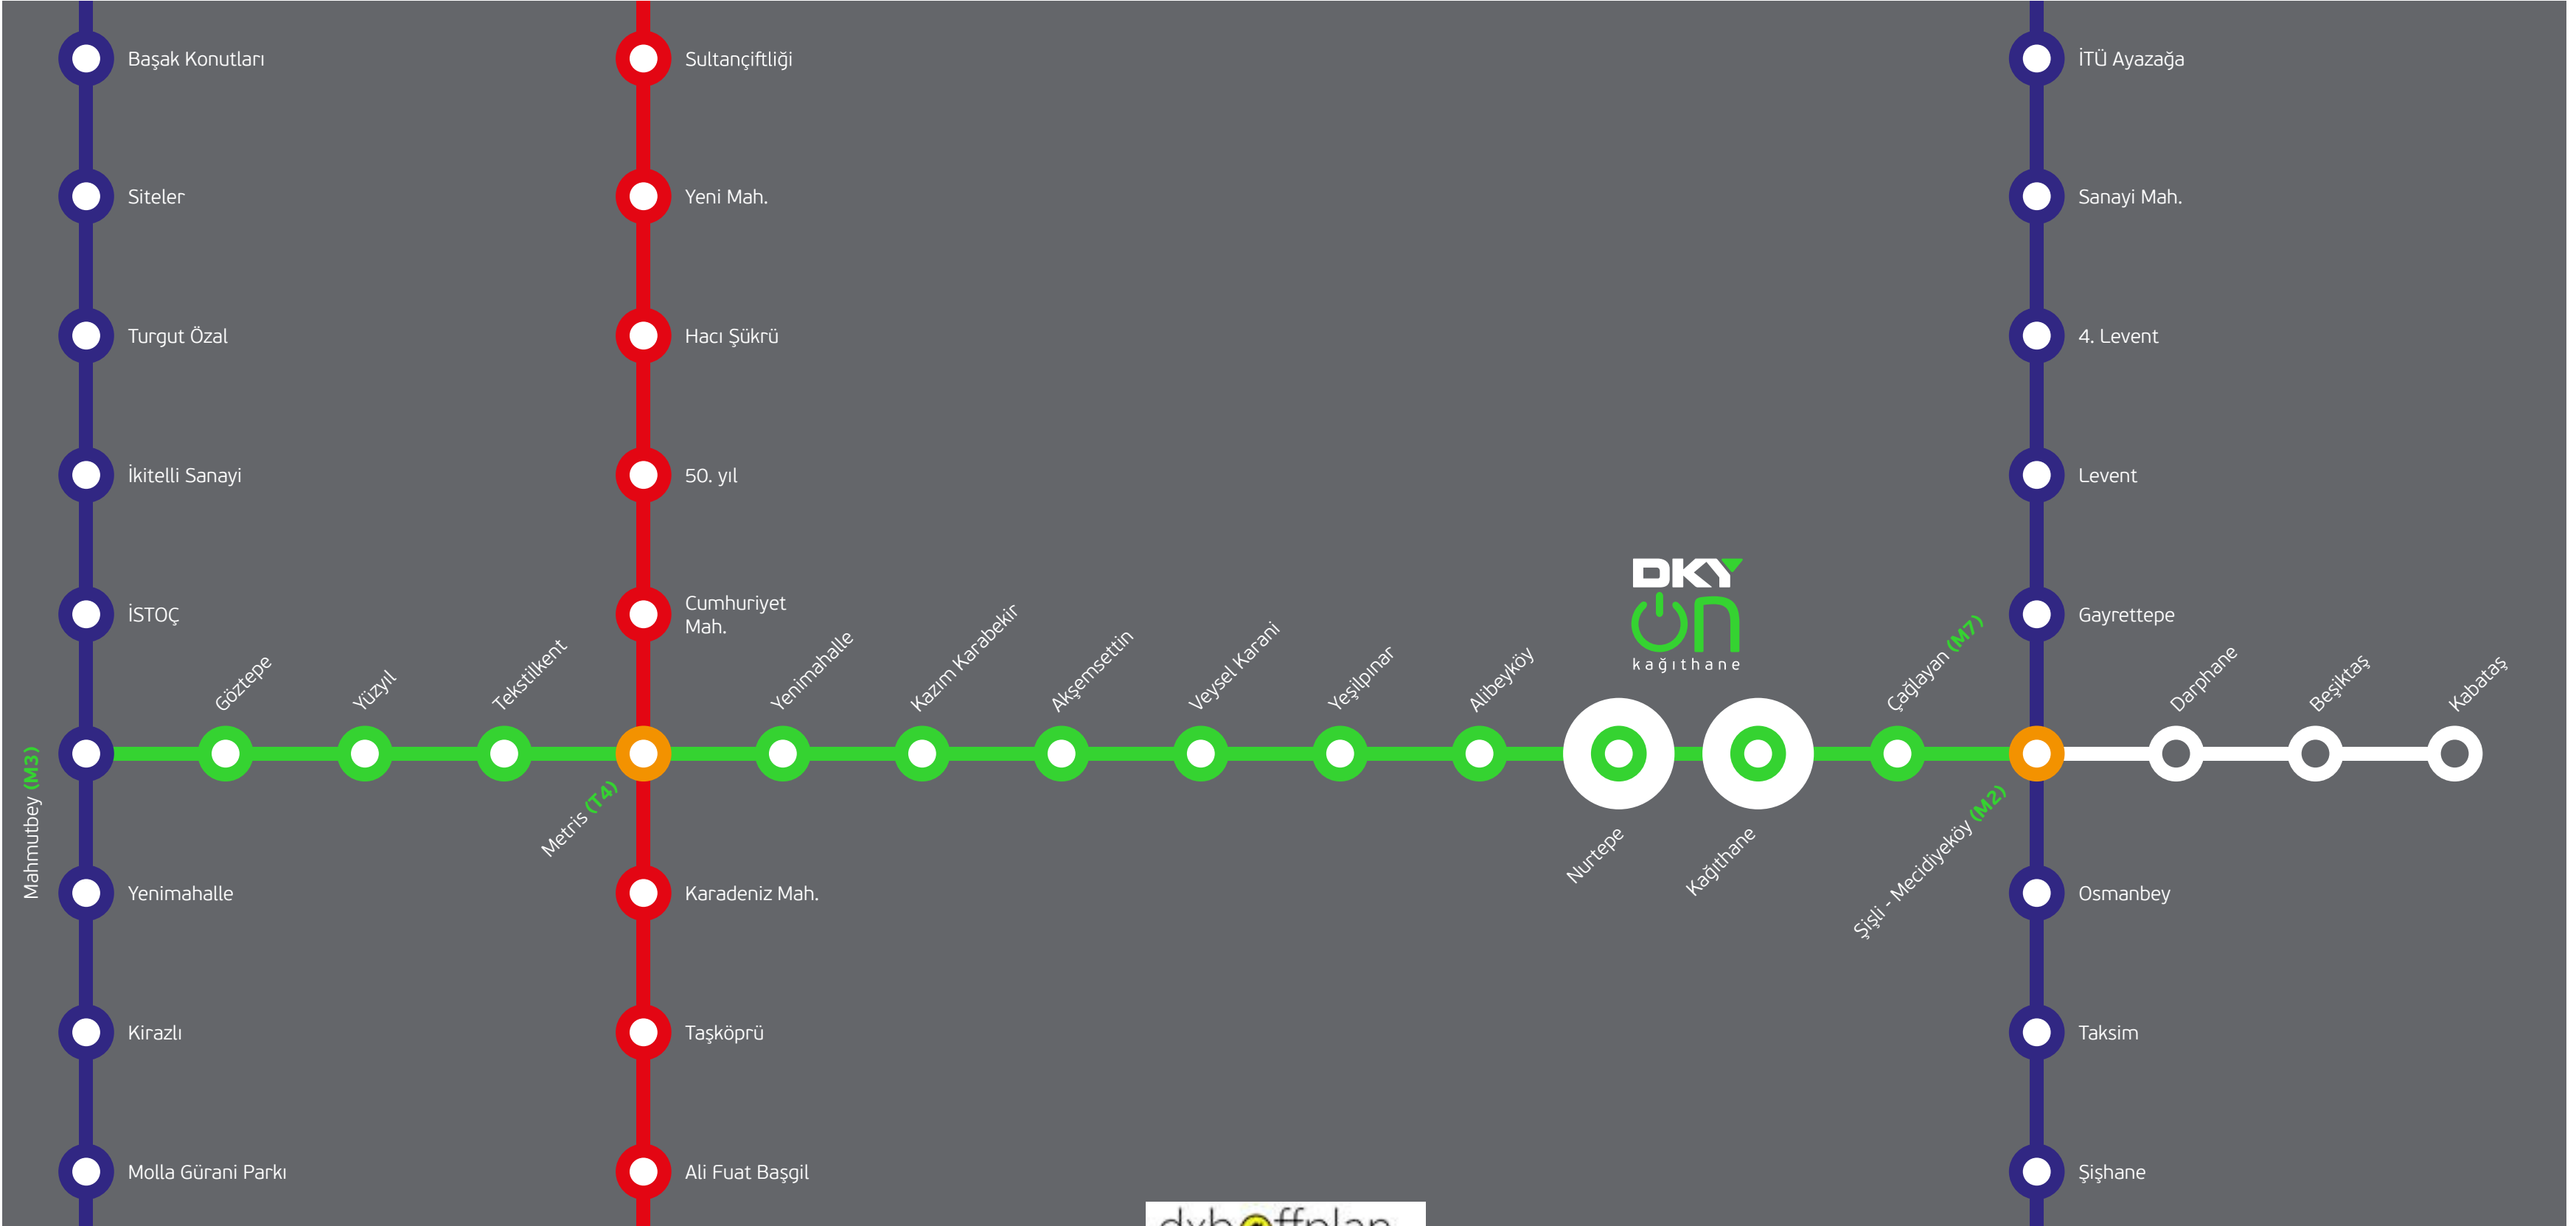 Başak Konutları
Siteler
Turgut Özal
İkitelli Sanayi
İSTOÇ
Mahmutbey (M3)
Yenimahalle
Kirazlı
Molla Gürani Parkı
Göztepe
Yüzyıl
Tekstilkent
Sultançiftliği
Yeni Mah.
Hacı Şükrü
50. yıl
Cumhuriyet
Mah.
Metris (T4)
Karadeniz Mah.
Taşköprü
Ali Fuat Başgil
Yenimahalle
Kazım Karabekir
Akşemsettin
Veysel Karani
Yeşilpınar
Alibeyköy
DKY
on
kağıthane
Nurtepe
Kağıthane
Çağlayan (M7)
Şişli - Mecidiyeköy (M2)
İTÜ Ayazağa
Sanayi Mah.
4. Levent
Levent
Gayrettepe
Osmanbey
Taksim
Şişhane
Darphane
Beşiktaş
Kabataş
dxboffplan